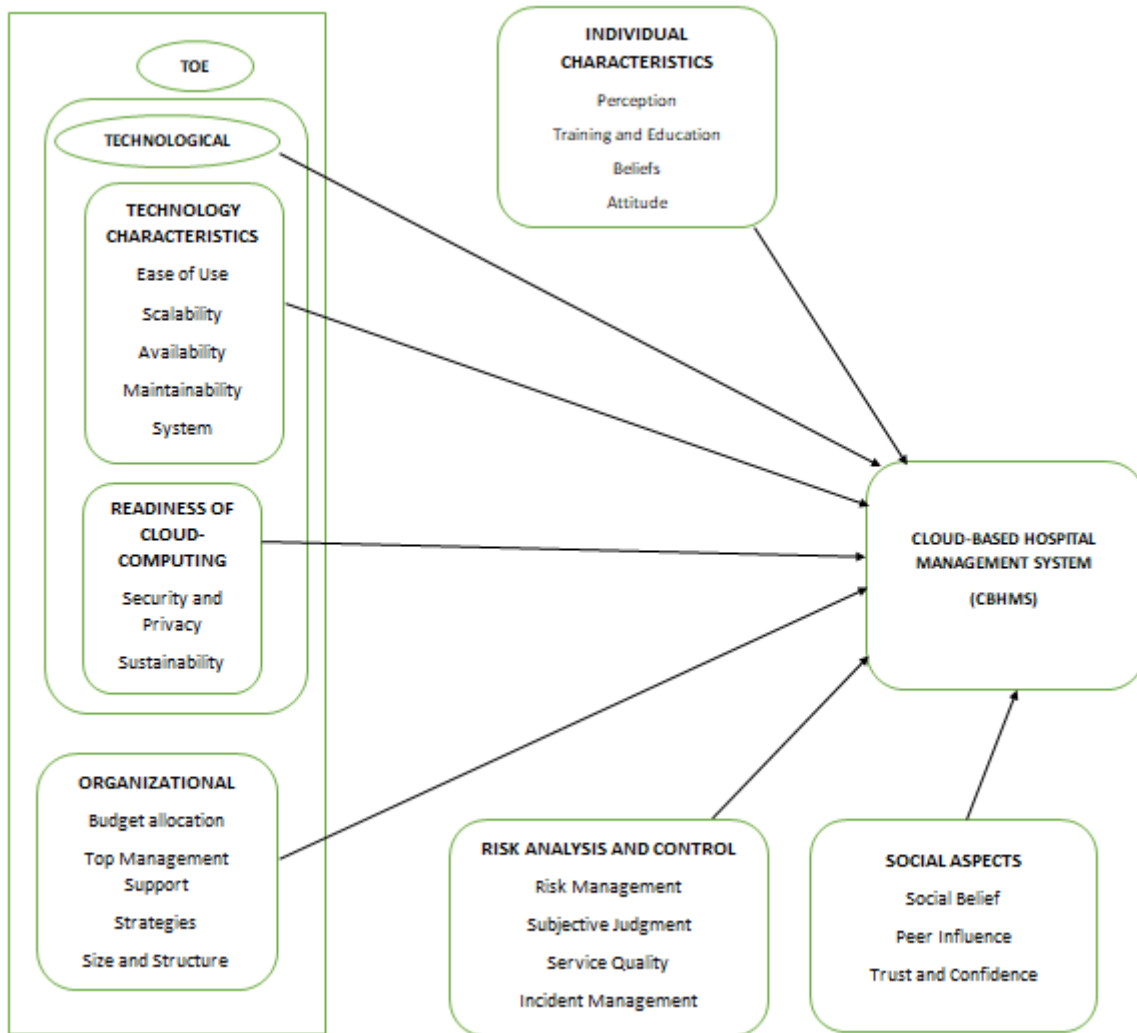 TOE
TECHNOLOGICAL
TECHNOLOGY
CHARACTERISTICS
Ease of Use
Scalability
Availability
Maintainability
System
READINESS OF
CLOUD-
COMPUTING
Security and
Privacy
Sustainability
ORGANIZATIONAL
Budget allocation
Top Management
Support
Strategies
Size and Structure
INDIVIDUAL
CHARACTERISTICS
Perception
Training and Education
Beliefs
Attitude
CLOUD-BASED HOSPITAL
MANAGEMENT SYSTEM
(CBHMS)
RISK ANALYSIS AND CONTROL
Risk Management
Subjective Judgment
Service Quality
Incident Management
SOCIAL ASPECTS
Social Belief
Peer Influence
Trust and Confidence